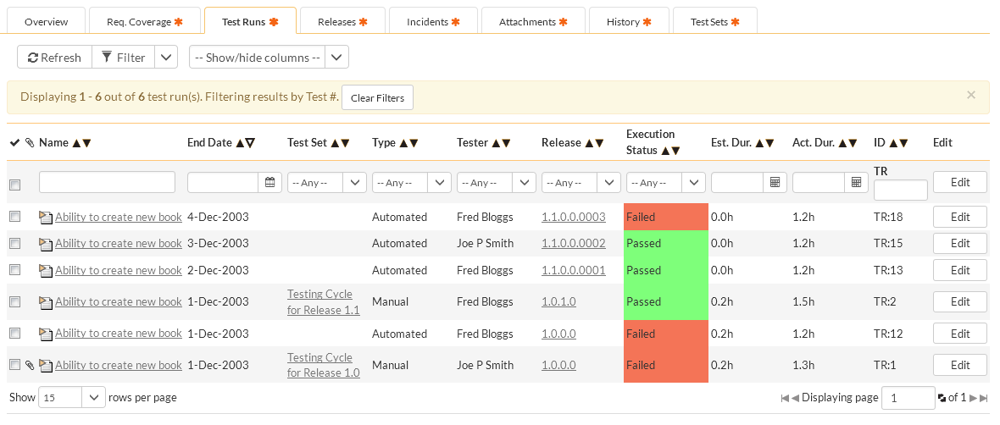 Overview Req. Coverage ✱ Test Runs ✱ Releases ✱ Incidents ✱ Attachments ✱ History ✱ Test Sets ✱
Refresh Filter -- Show/hide columns --
Displaying 1 - 6 out of 6 test run(s). Filtering results by Test #. Clear Filters ×
Name ▲▼ End Date ▲▽ Test Set ▲▼ Type ▲▼ Tester ▲▼ Release ▲▼ Execution Status ▲▼ Est. Dur. ▲▼ Act. Dur. ▲▼ ID ▲▼ Edit
-- Any -- -- Any -- -- Any -- -- Any -- -- Any -- TR Edit
Ability to create new book 4-Dec-2003 Automated Fred Bloggs 1.1.0.0.0003 Failed 0.0h 1.2h TR:18 Edit
Ability to create new book 3-Dec-2003 Automated Joe P Smith 1.1.0.0.0002 Passed 0.0h 1.2h TR:15 Edit
Ability to create new book 2-Dec-2003 Automated Fred Bloggs 1.1.0.0.0001 Passed 0.0h 1.2h TR:13 Edit
Ability to create new book 1-Dec-2003 Testing Cycle for Release 1.1 Manual Fred Bloggs 1.0.1.0 Passed 0.2h 1.5h TR:2 Edit
Ability to create new book 1-Dec-2003 Automated Fred Bloggs 1.0.0.0 Failed 0.2h 1.2h TR:12 Edit
Ability to create new book 1-Dec-2003 Testing Cycle for Release 1.0 Manual Joe P Smith 1.0.0.0 Failed 0.2h 1.3h TR:1 Edit
Show 15 rows per page Displaying page 1 of 1